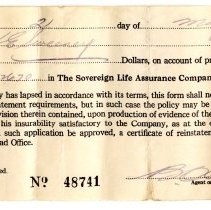 2 day of
Dollars, on account of p
in The Sovereign Life Assurance Compan
y has lapsed in accordance with its terms, this form shall no
tatement requirements, but in such case the policy may be
vision therein contained, upon production of evidence of the
his insurability satisfactory to the Company, as at the
such application be approved, a certificate of reinstate
ad Office.
ed.
No 48741
Agent o